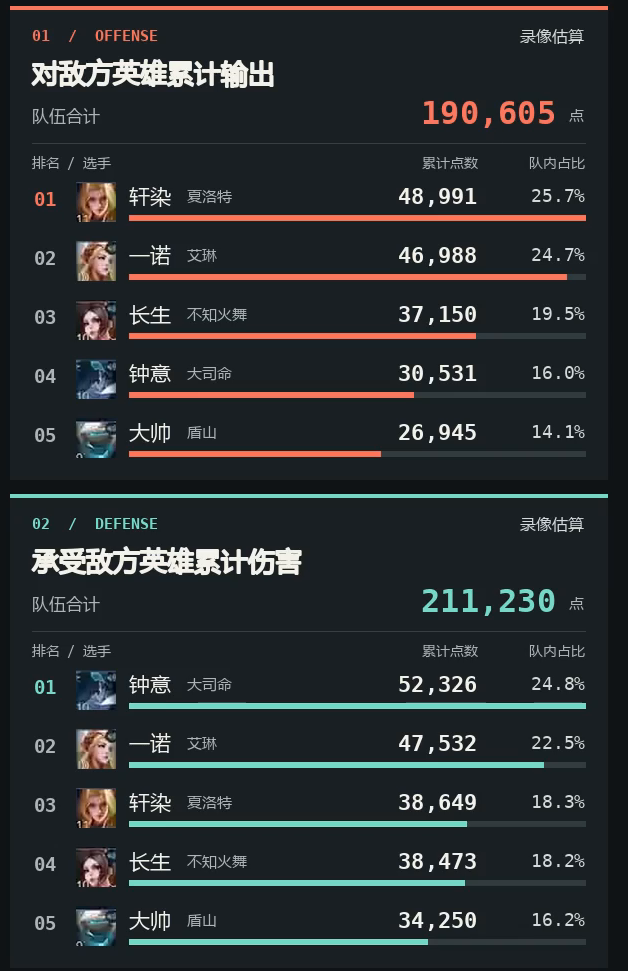 01 / OFFENSE 录像估算
对敌方英雄累计输出
队伍合计 190,605 点
排名 / 选手 累计点数 队内占比
01 轩染 夏洛特 48,991 25.7%
02 一诺 艾琳 46,988 24.7%
03 长生 不知火舞 37,150 19.5%
04 钟意 大司命 30,531 16.0%
05 大帅 盾山 26,945 14.1%
02 / DEFENSE 录像估算
承受敌方英雄累计伤害
队伍合计 211,230 点
排名 / 选手 累计点数 队内占比
01 钟意 大司命 52,326 24.8%
02 一诺 艾琳 47,532 22.5%
03 轩染 夏洛特 38,649 18.3%
04 长生 不知火舞 38,473 18.2%
05 大帅 盾山 34,250 16.2%